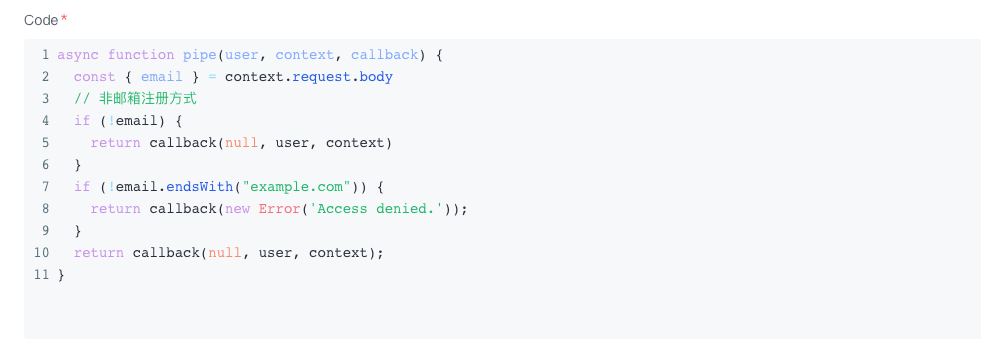 Code*
1 async function pipe(user, context, callback) {
2   const { email } = context.request.body
3   // 非邮箱注册方式
4   if (!email) {
5     return callback(null, user, context)
6   }
7   if (!email.endsWith("example.com")) {
8     return callback(new Error('Access denied.'));
9   }
10   return callback(null, user, context);
11 }